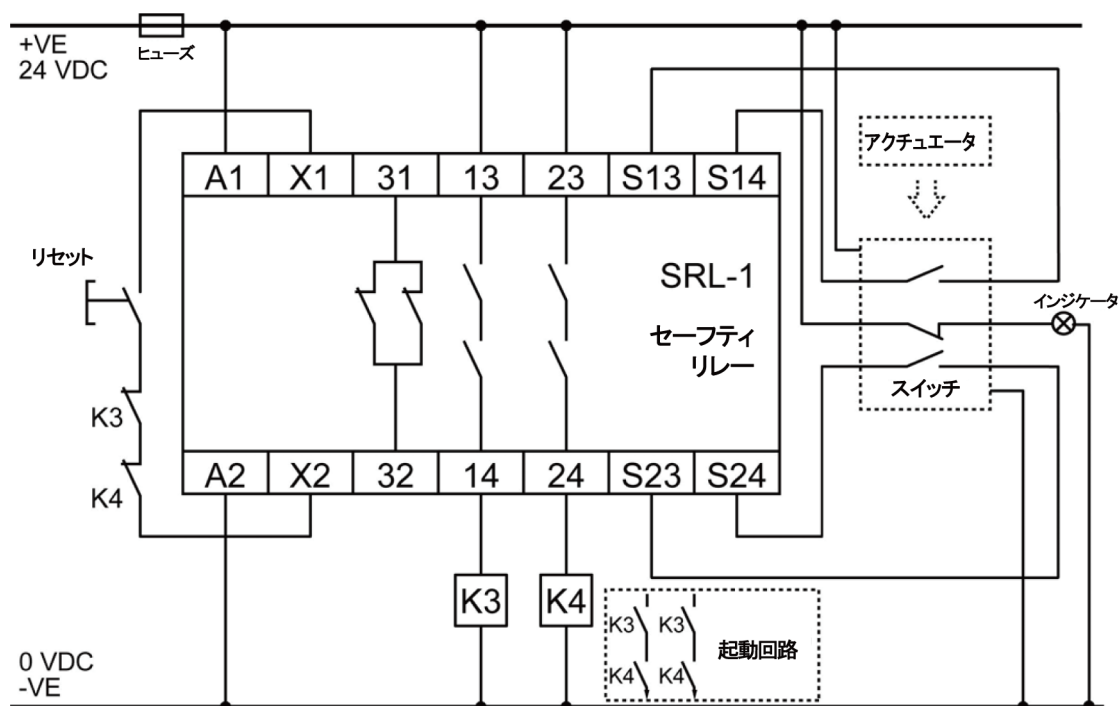 +VE
24 VDC
ヒューズ
アクチュエータ
A1 X1 31 13 23 S13 S14
リセット
SRL-1
セーフティ
リレー
インジケータ
スイッチ
K3
K4
A2 X2 32 14 24 S23 S24
K3 K4
K3 K3
起動回路
K4 K4
0 VDC
-VE